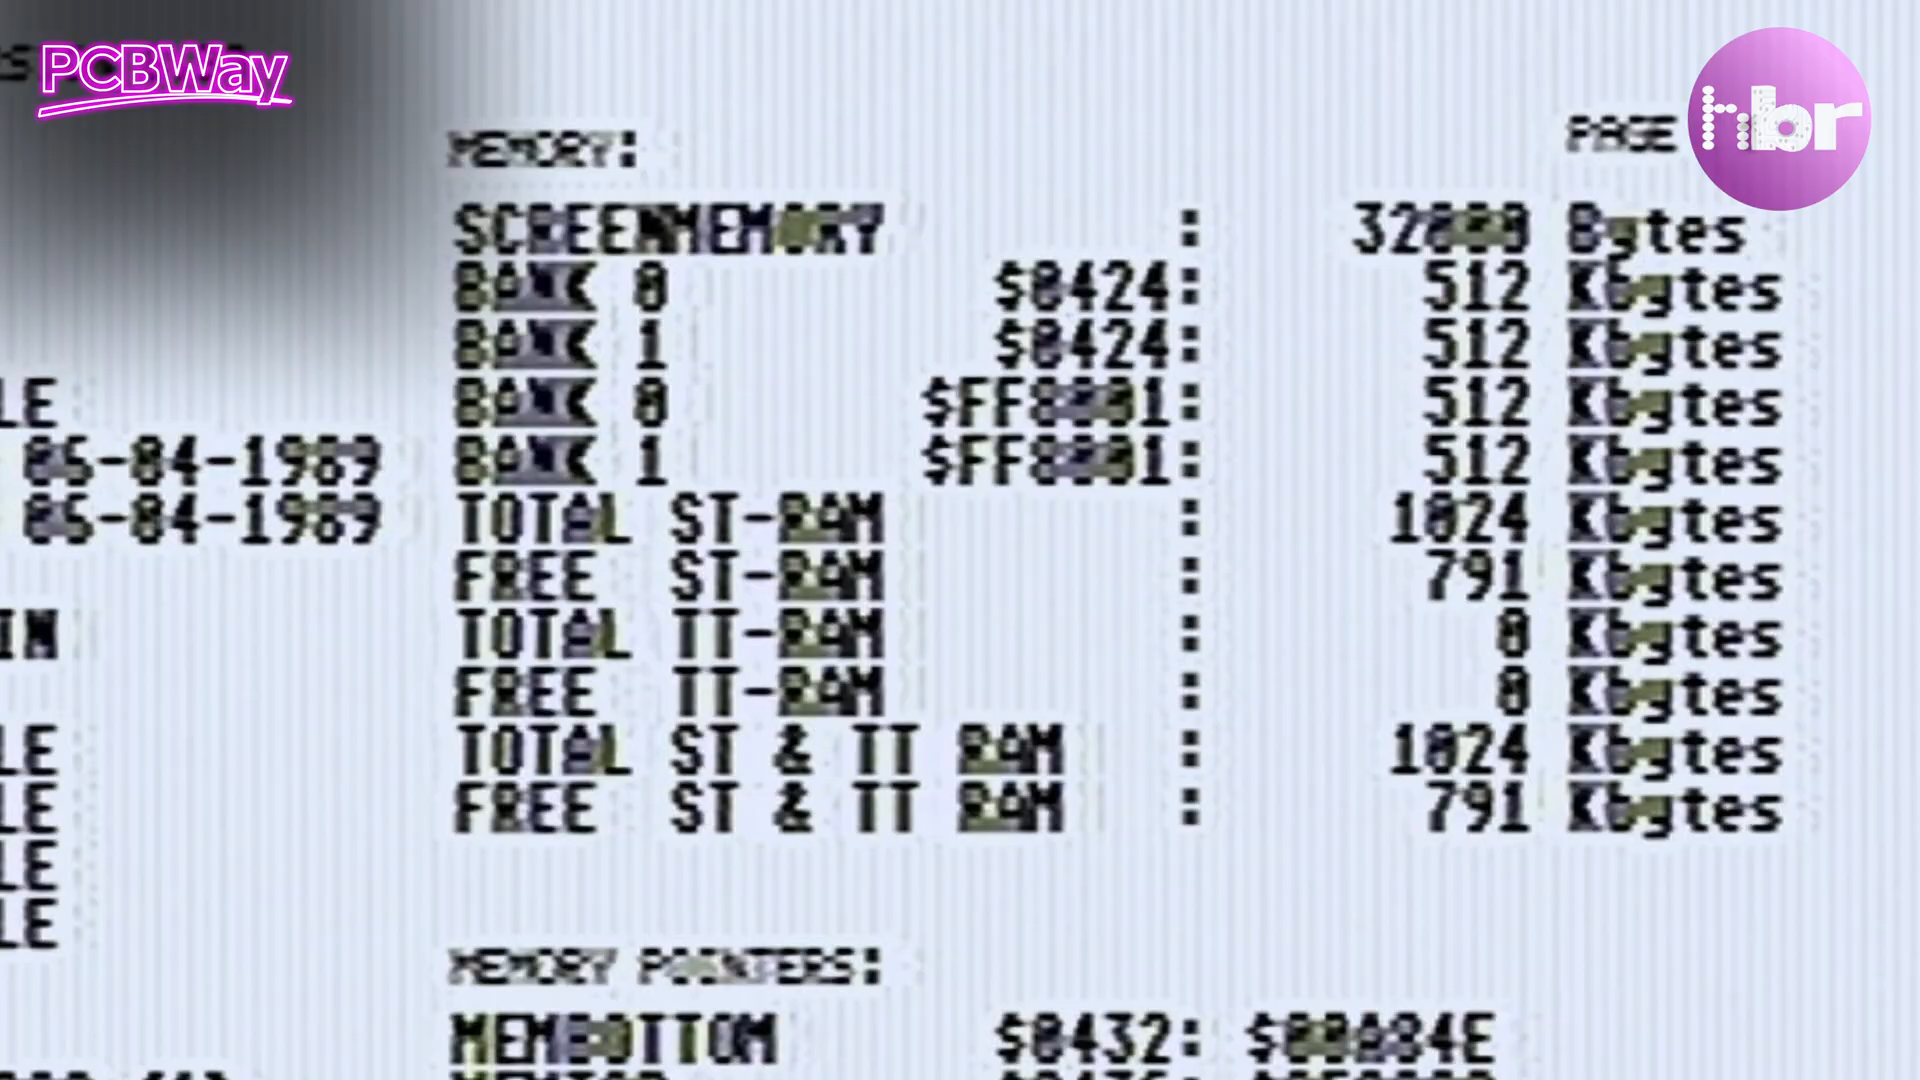 PCBWay
hbr
MEMORY: PAGE
SCREENMEMORY : 32000 Bytes
BANK 0 $0424: 512 Kbytes
BANK 1 $0424: 512 Kbytes
BANK 0 $FF8001: 512 Kbytes
LE
BANK 1 $FF8001: 512 Kbytes
06-04-1989
TOTAL ST-RAM : 1024 Kbytes
06-04-1989
FREE ST-RAM : 791 Kbytes
TOTAL TT-RAM : 0 Kbytes
IN
FREE TT-RAM : 0 Kbytes
TOTAL ST & TT RAM : 1024 Kbytes
LE
FREE ST & TT RAM : 791 Kbytes
LE
LE
LE
MEMORY POINTERS:
MEMBOTTOM $0432: $00A84E